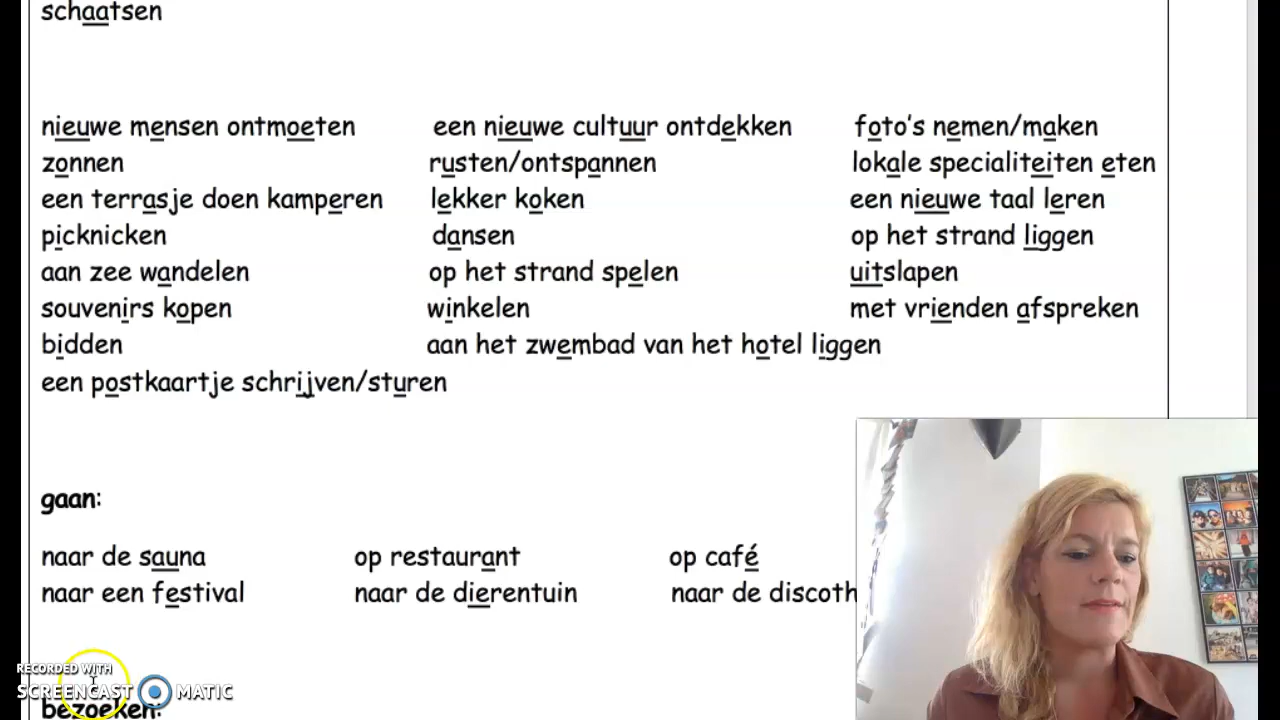 schaatsen
nieuwe mensen ontmoeten een nieuwe cultuur ontdekken foto's nemen/maken
zonnen rusten/ontspannen lokale specialiteiten eten
een terrasje doen kamperen lekker koken een nieuwe taal leren
picknicken dansen op het strand liggen
aan zee wandelen op het strand spelen uitslapen
souvenirs kopen winkelen met vrienden afspreken
bidden aan het zwembad van het hotel liggen
een postkaartje schrijven/sturen
gaan:
naar de sauna op restaurant op café
naar een festival naar de dierentuin naar de discoth
RECORDED WITH
SCREENCAST MATIC
bezoeken: